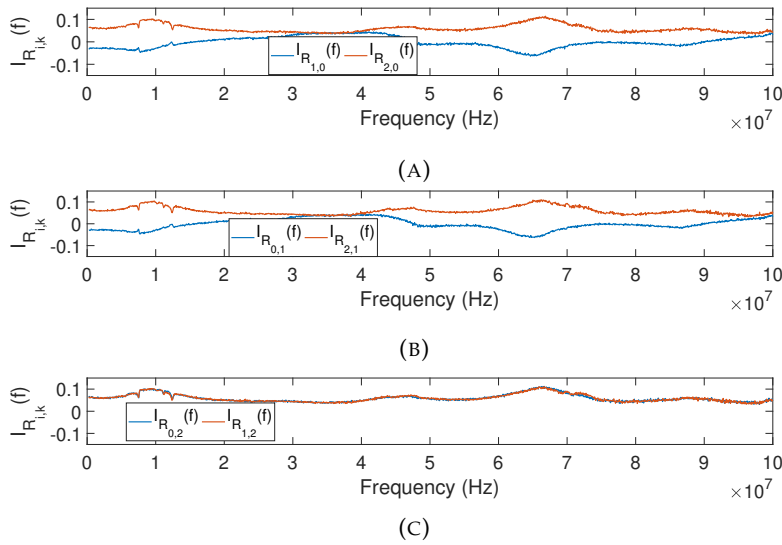 I_{R_{i,k}}(f)
0.1
0
-0.1
I_{R_{1,0}}(f) I_{R_{2,0}}(f)
0 1 2 3 4 5 6 7 8 9 10
Frequency (Hz) ×10^7
(A)
I_{R_{i,k}}(f)
0.1
0
-0.1
I_{R_{0,1}}(f) I_{R_{2,1}}(f)
0 1 2 3 4 5 6 7 8 9 10
Frequency (Hz) ×10^7
(B)
I_{R_{i,k}}(f)
0.1
0
-0.1
I_{R_{0,2}}(f) I_{R_{1,2}}(f)
0 1 2 3 4 5 6 7 8 9 10
Frequency (Hz) ×10^7
(C)